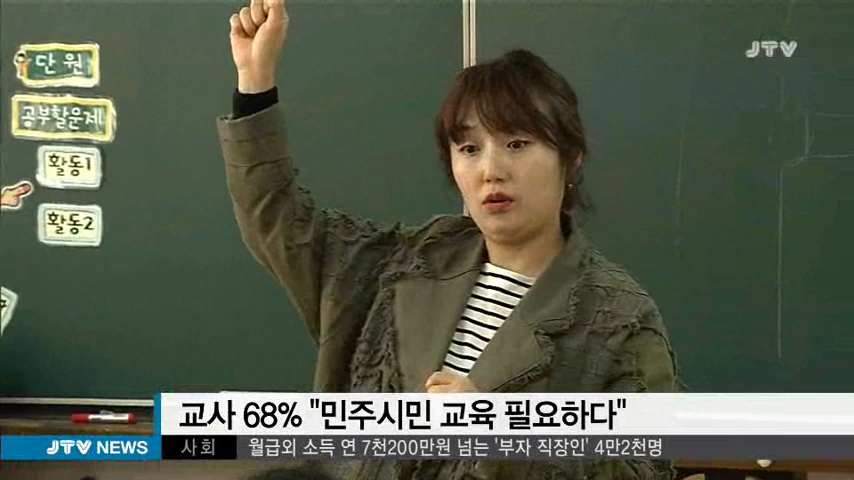 JTV
단 원
공부할문제
활동1
활동2
교사 68% "민주시민 교육 필요하다"
JTV NEWS
사회
월급외 소득 연 7천200만원 넘는 '부자 직장인' 4만2천명